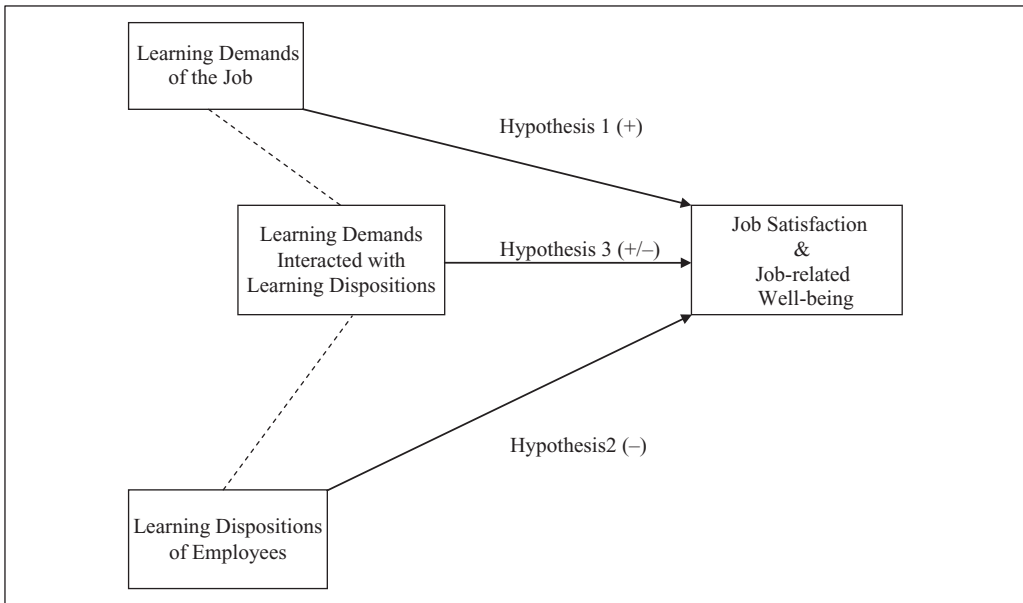 Learning Demands
of the Job
Hypothesis 1 (+)
Learning Demands
Interacted with
Learning Dispositions
Hypothesis 3 (+/–)
Job Satisfaction
&
Job-related
Well-being
Hypothesis2 (–)
Learning Dispositions
of Employees